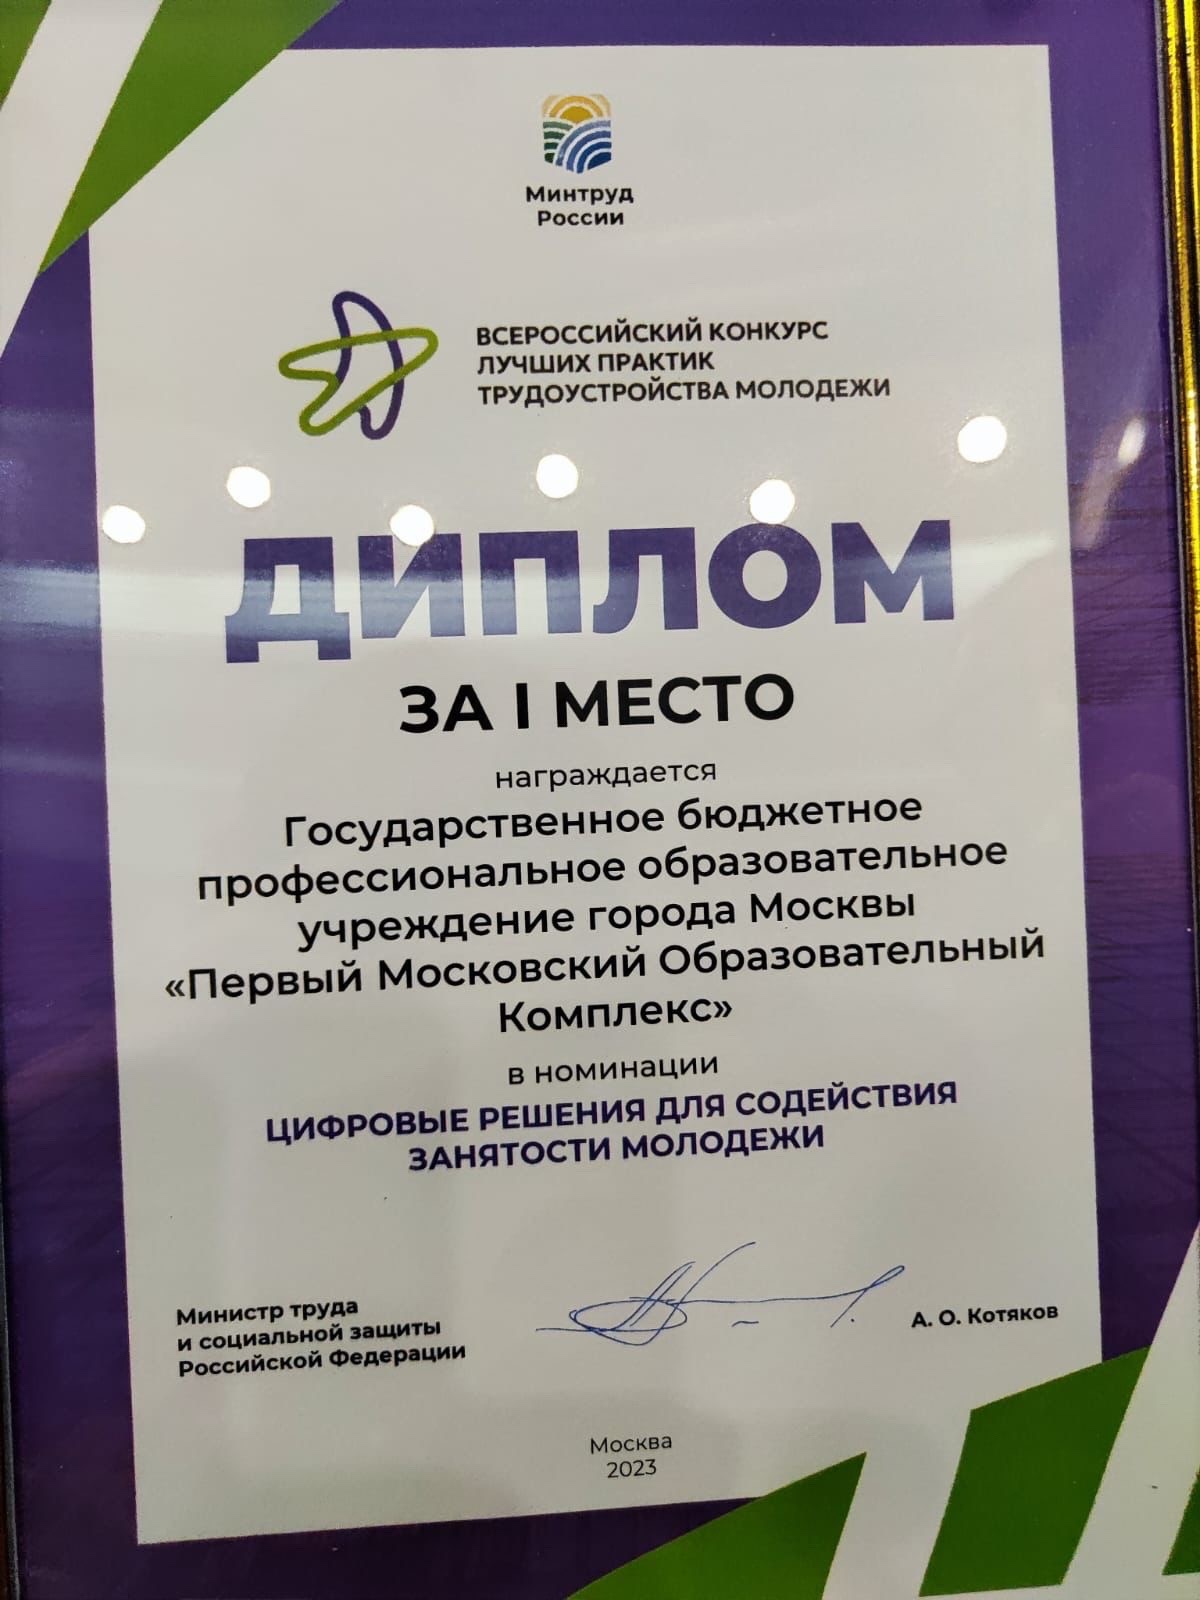 Минтруд
России
ВСЕРОССИЙСКИЙ КОНКУРС
ЛУЧШИХ ПРАКТИК
ТРУДОУСТРОЙСТВА МОЛОДЕЖИ
ДИПЛОМ
ЗА I МЕСТО
награждается
Государственное бюджетное
профессиональное образовательное
учреждение города Москвы
«Первый Московский Образовательный
Комплекс»
в номинации
ЦИФРОВЫЕ РЕШЕНИЯ ДЛЯ СОДЕЙСТВИЯ
ЗАНЯТОСТИ МОЛОДЕЖИ
Министр труда
и социальной защиты
Российской Федерации
А. О. Котяков
Москва
2023